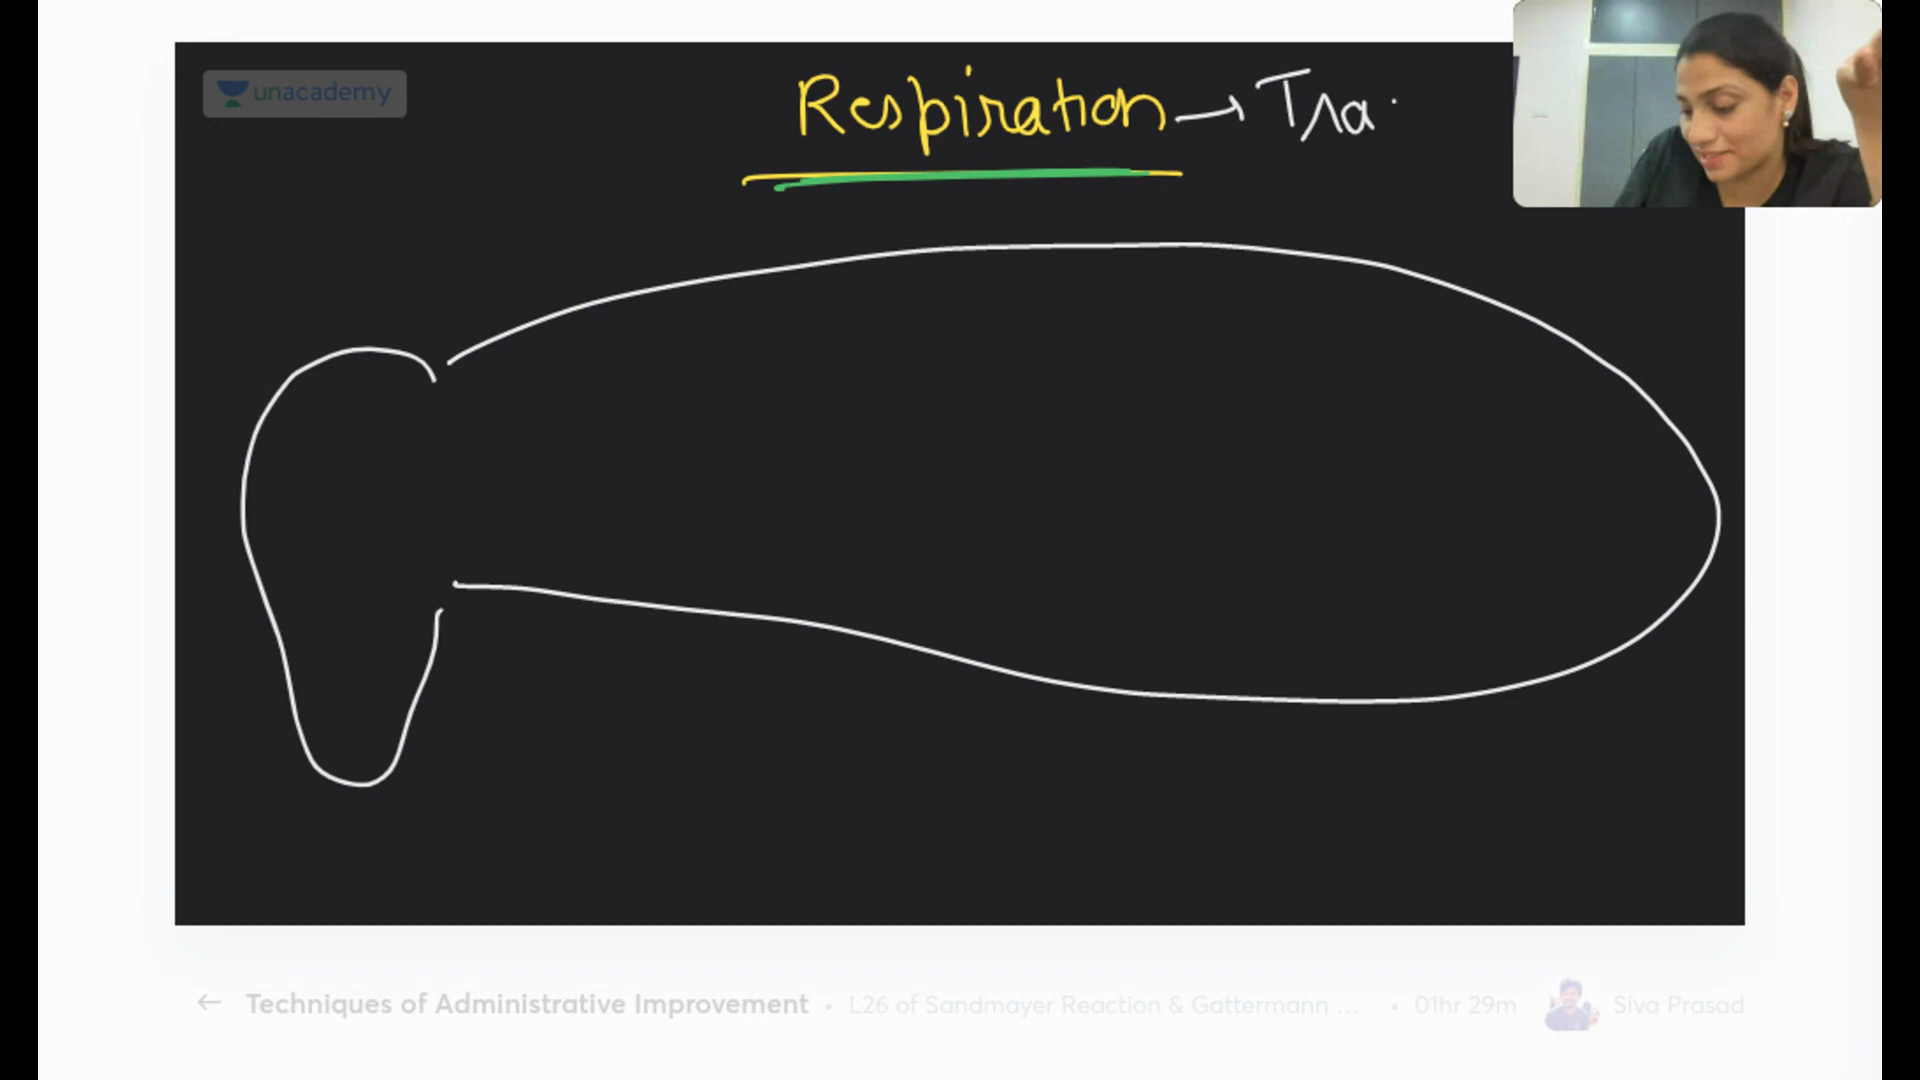 unacademy
Respiration → Tra
← Techniques of Administrative Improvement • L26 of Sandmayer Reaction & Gattermann ... • 01hr 29m Siva Prasad